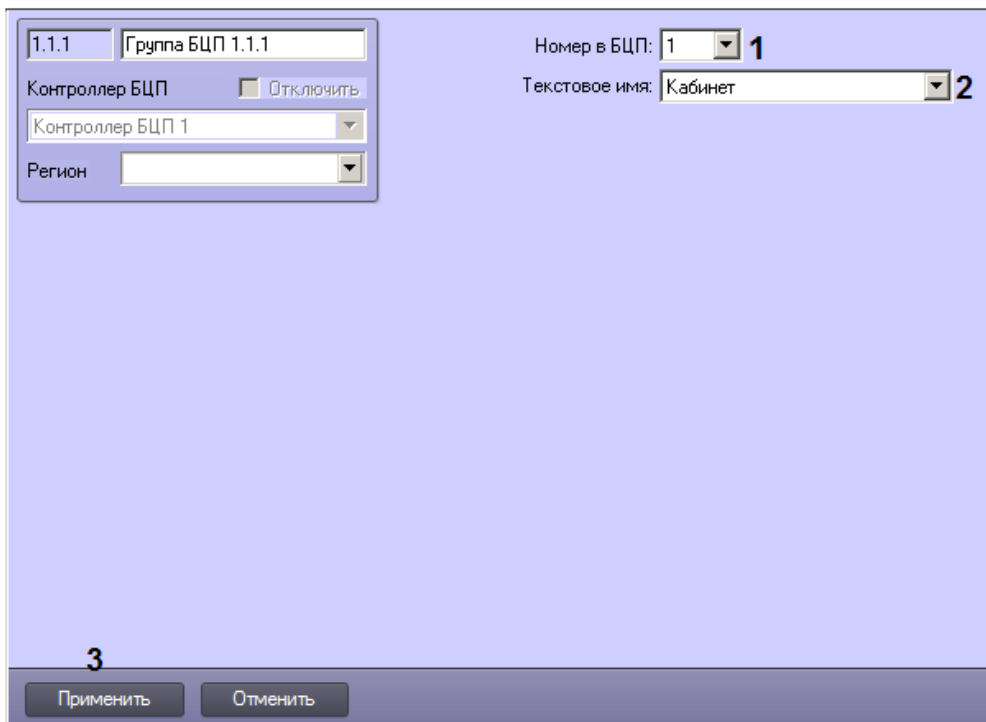 1.1.1 Группа БЦП 1.1.1
Контроллер БЦП Отключить
Контроллер БЦП 1
Регион
Номер в БЦП: 1 1
Текстовое имя: Кабинет 2
3
Применить Отменить